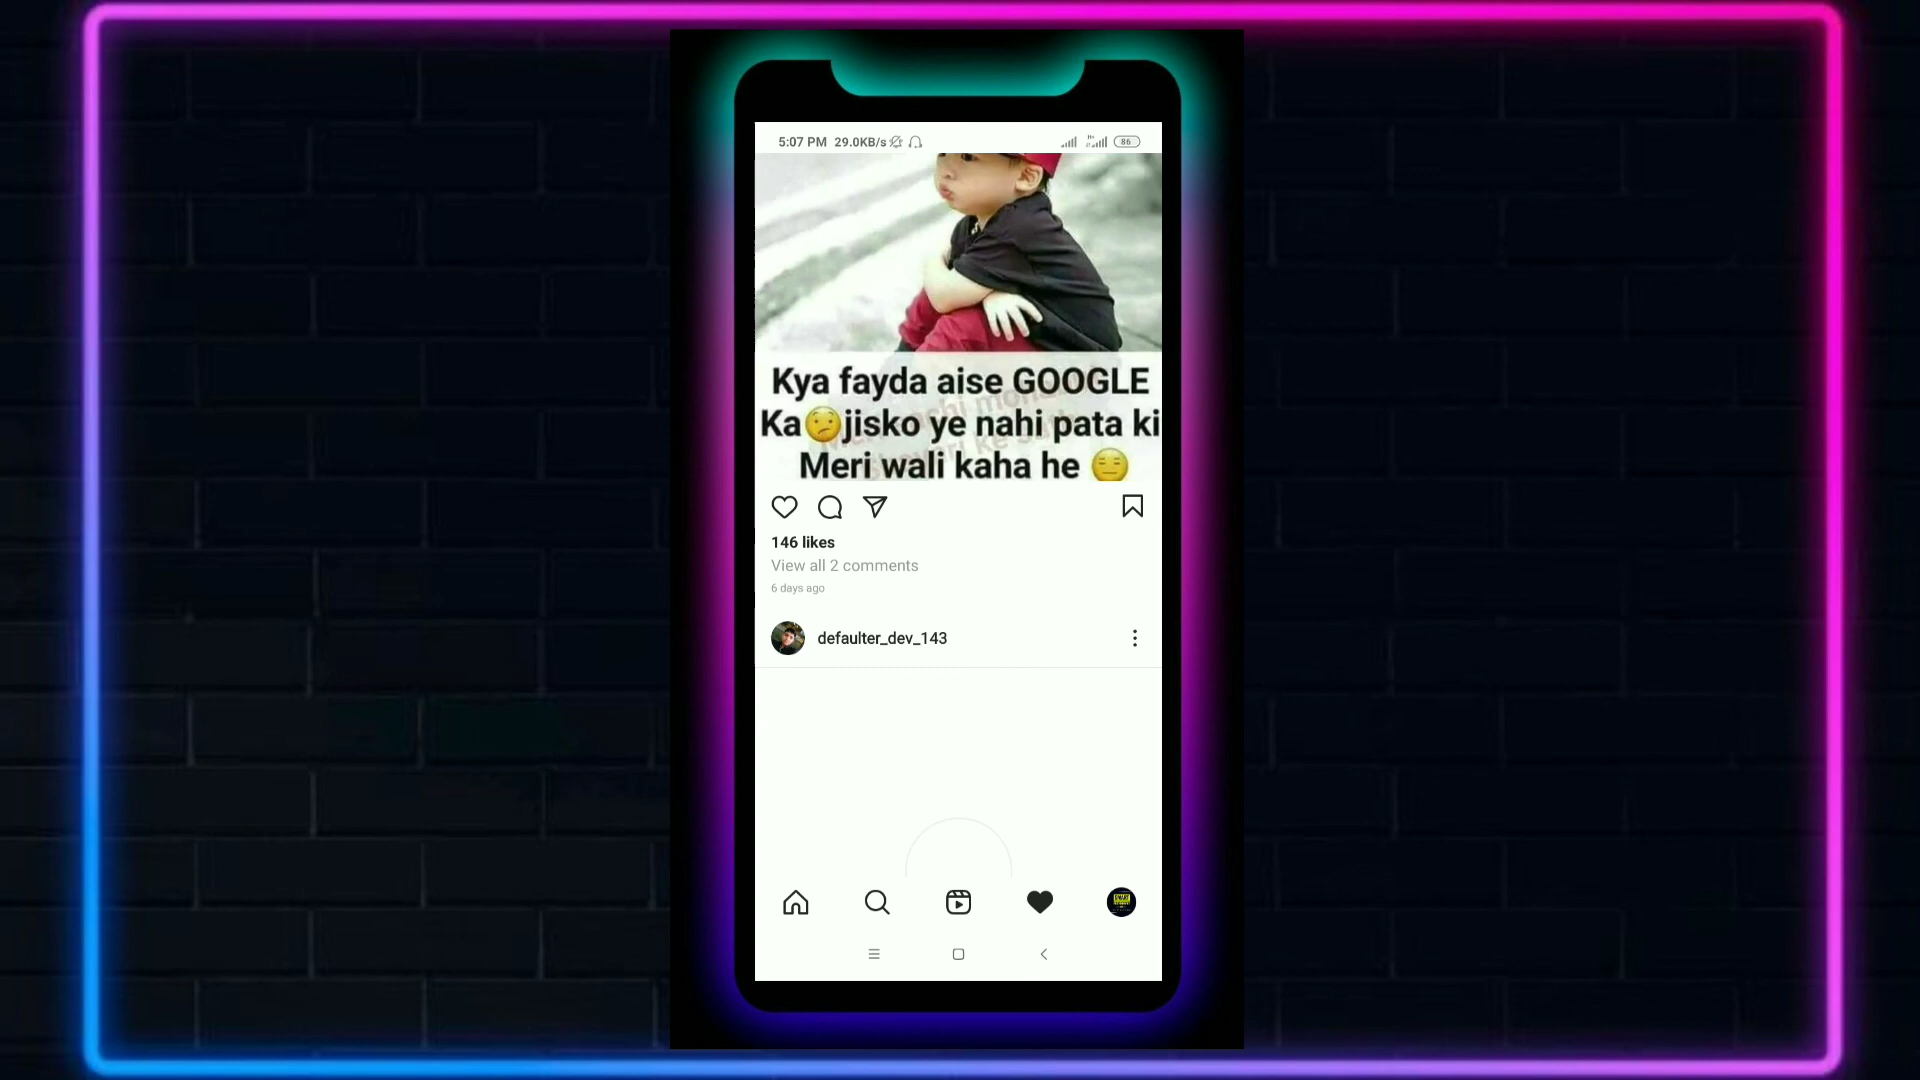 5:07 PM 29.0KB/s 86
Kya fayda aise GOOGLE
Ka😕jisko ye nahi pata ki
Meri wali kaha he 😑
146 likes
View all 2 comments
6 days ago
defaulter_dev_143